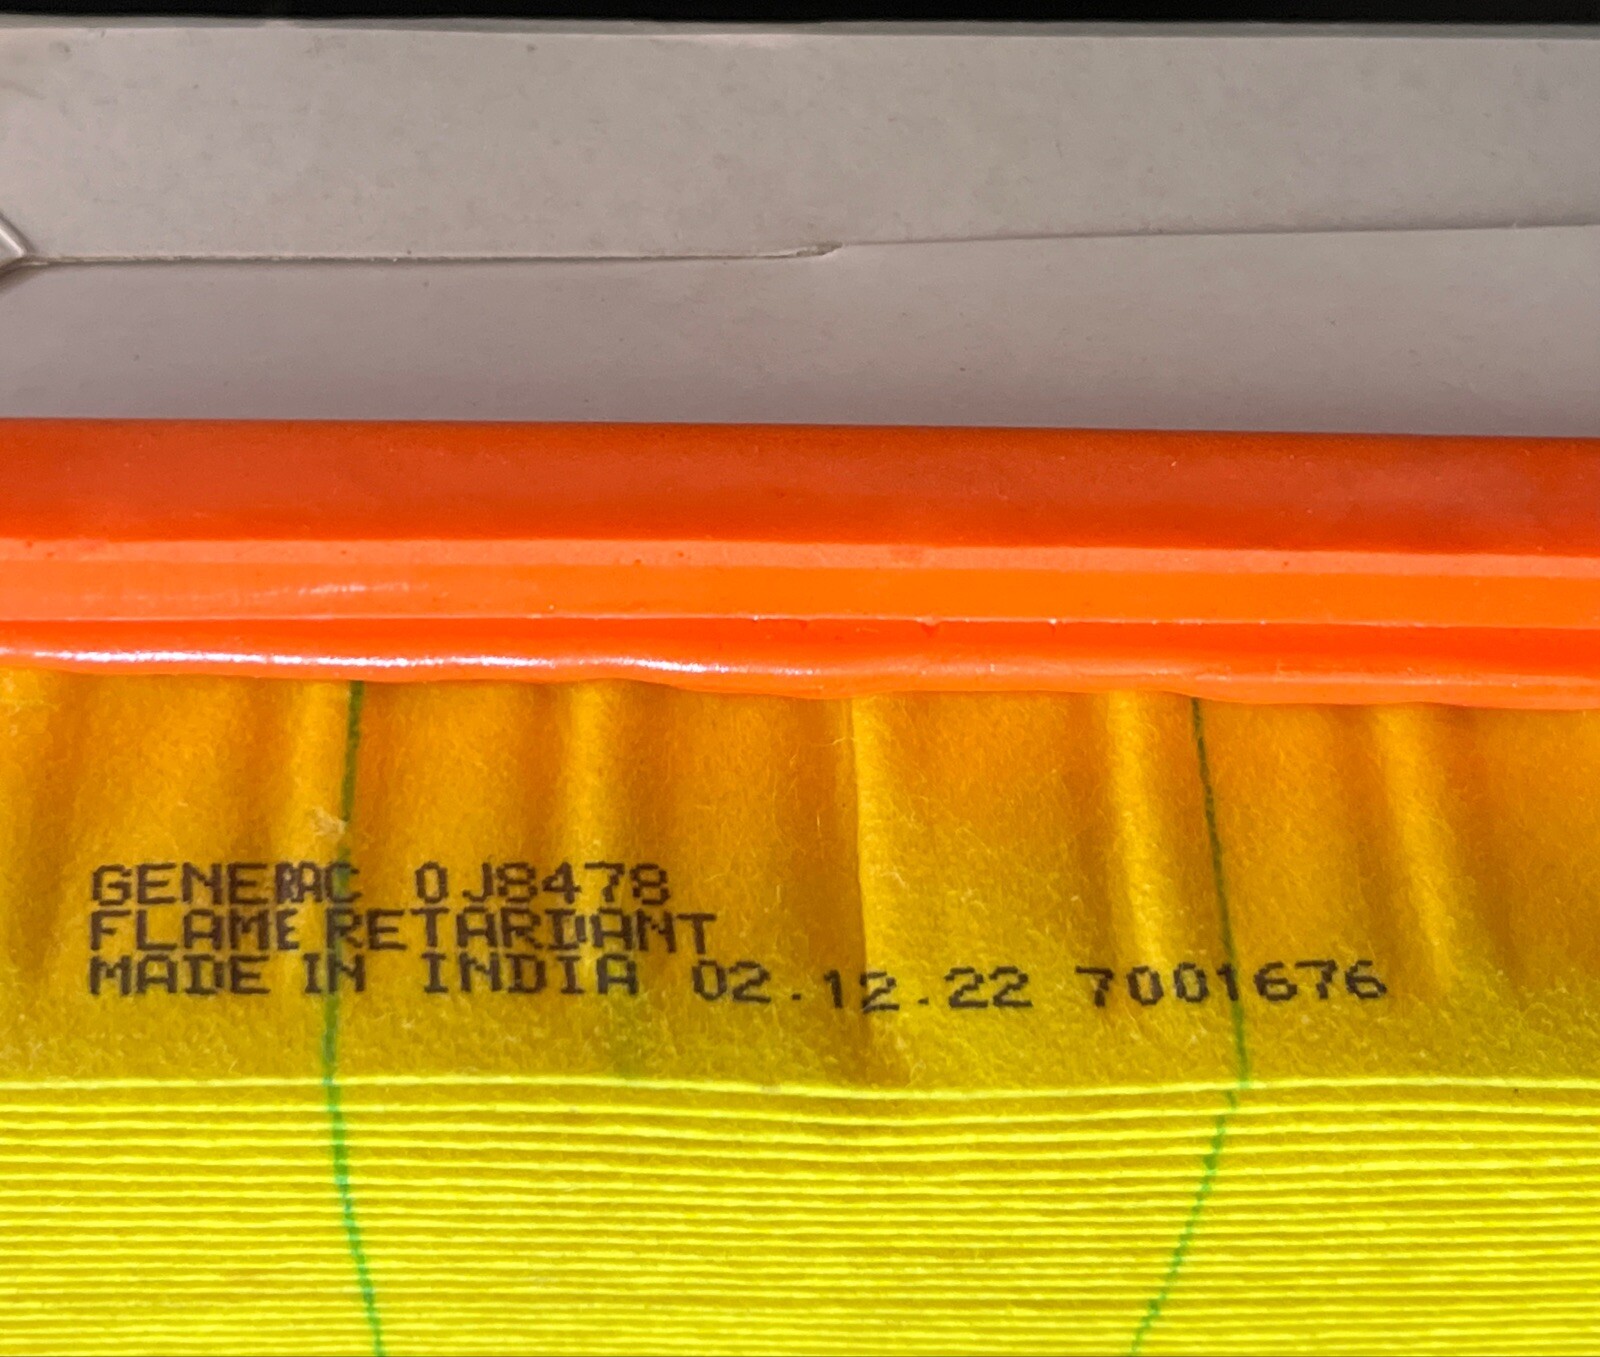 GENERAC 0J8478
FLAME RETARDANT
MADE IN INDIA 02.12.22 7001676